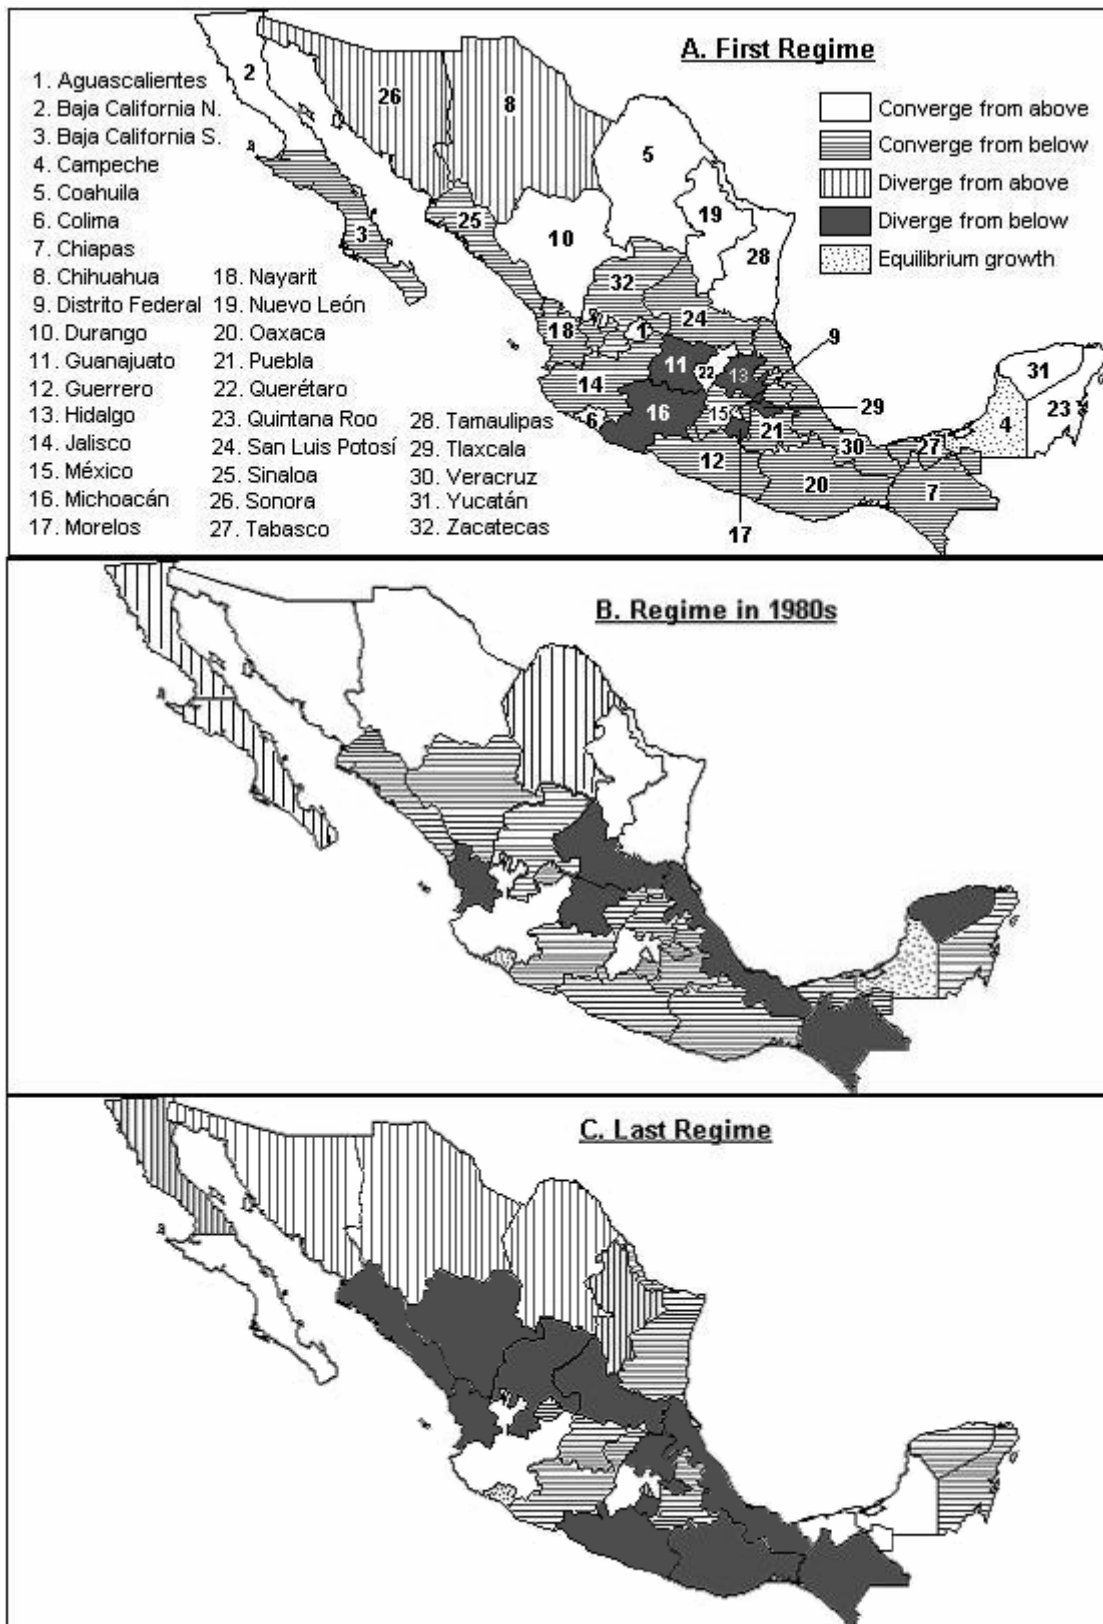 A. First Regime
Converge from above
Converge from below
Diverge from above
Diverge from below
Equilibrium growth
1. Aguascalientes
2. Baja California N.
3. Baja California S.
4. Campeche
5. Coahuila
6. Colima
7. Chiapas
8. Chihuahua
9. Distrito Federal
10. Durango
11. Guanajuato
12. Guerrero
13. Hidalgo
14. Jalisco
15. México
16. Michoacán
17. Morelos
18. Nayarit
19. Nuevo León
20. Oaxaca
21. Puebla
22. Querétaro
23. Quintana Roo
24. San Luis Potosí
25. Sinaloa
26. Sonora
27. Tabasco
28. Tamaulipas
29. Tlaxcala
30. Veracruz
31. Yucatán
32. Zacatecas
2
26
8
5
19
28
10
25
3
32
24
18
1
9
11
22
13
14
31
29
23
16
15
6
21
4
30
27
12
20
7
17
B. Regime in 1980s
C. Last Regime